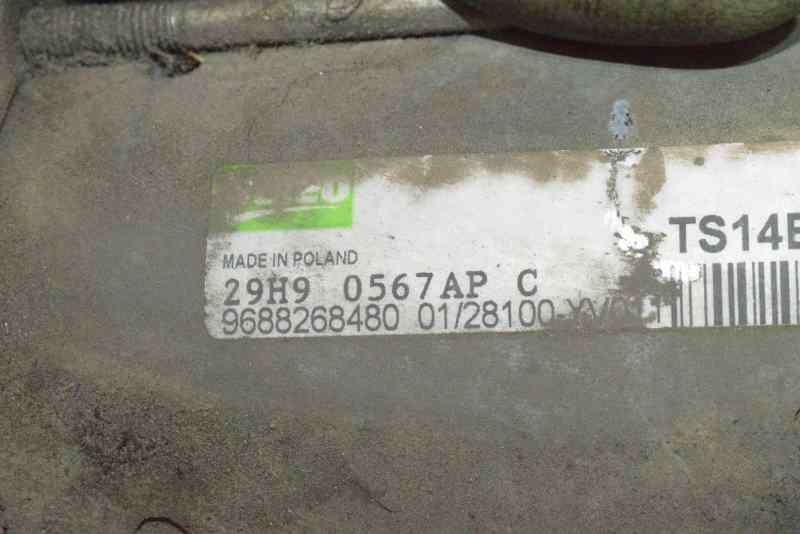 TS14
MADE IN POLAND
29H9 0567AP C
9688268480 01/28100-